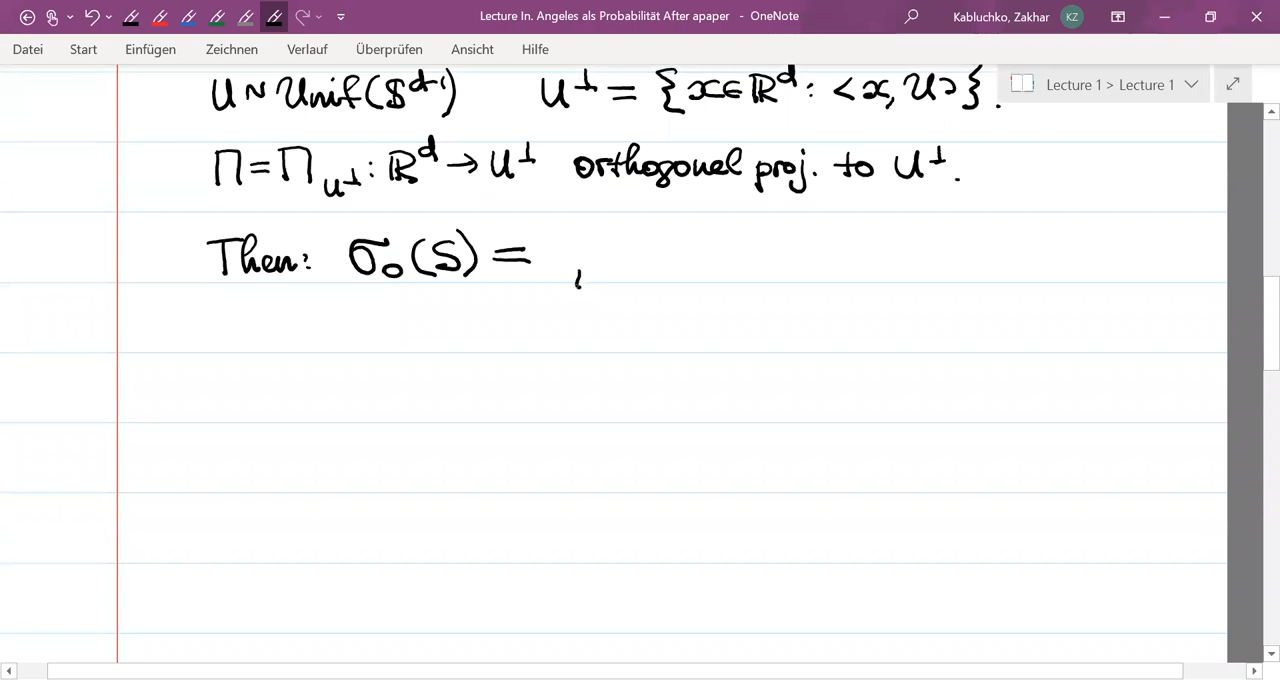 Lecture In. Angeles als Probabilität After apaper - OneNote
Kabluchko, Zakhar KZ
Datei Start Einfügen Zeichnen Verlauf Überprüfen Ansicht Hilfe
Lecture 1 > Lecture 1
U ~ Unif(𝕊^{d-1}) U^⊥ = {x∈ℝ^d : <x, U>}.
Π = Π_{U^⊥} : ℝ^d → U^⊥ orthogonal proj. to U^⊥.
Then: σ_0(S) =